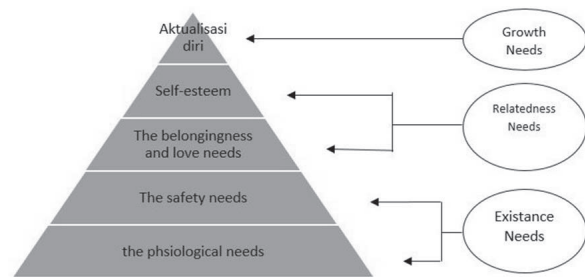 Aktualisasi
diri
Growth
Needs
Self-esteem
Relatedness
Needs
The belongingness
and love needs
The safety needs
Existance
Needs
the phsiological needs